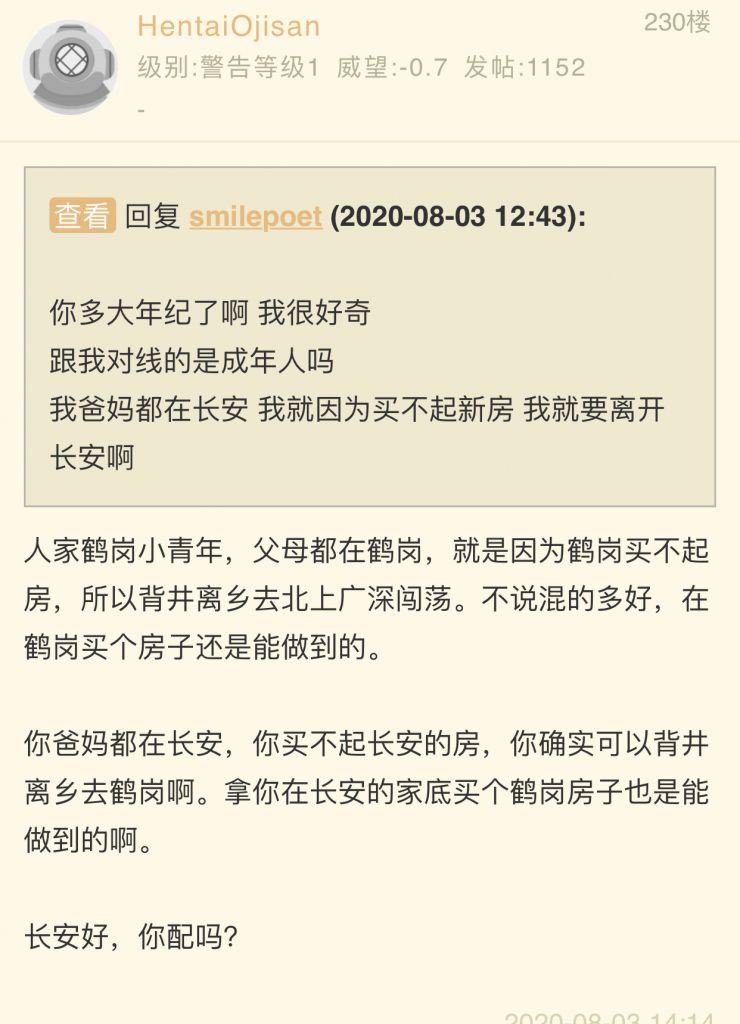 HentaiOjisan
230楼
级别:警告等级1 威望:-0.7 发帖:1152
-
查看 回复 smilepoet (2020-08-03 12:43):
你多大年纪了啊 我很好奇
跟我对线的是成年人吗
我爸妈都在长安 我就因为买不起新房 我就要离开
长安啊
人家鹤岗小青年，父母都在鹤岗，就是因为鹤岗买不起
房，所以背井离乡去北上广深闯荡。不说混的多好，在
鹤岗买个房子还是能做到的。
你爸妈都在长安，你买不起长安的房，你确实可以背井
离乡去鹤岗啊。拿你在长安的家底买个鹤岗房子也是能
做到的啊。
长安好，你配吗？
2020-08-03 14:14